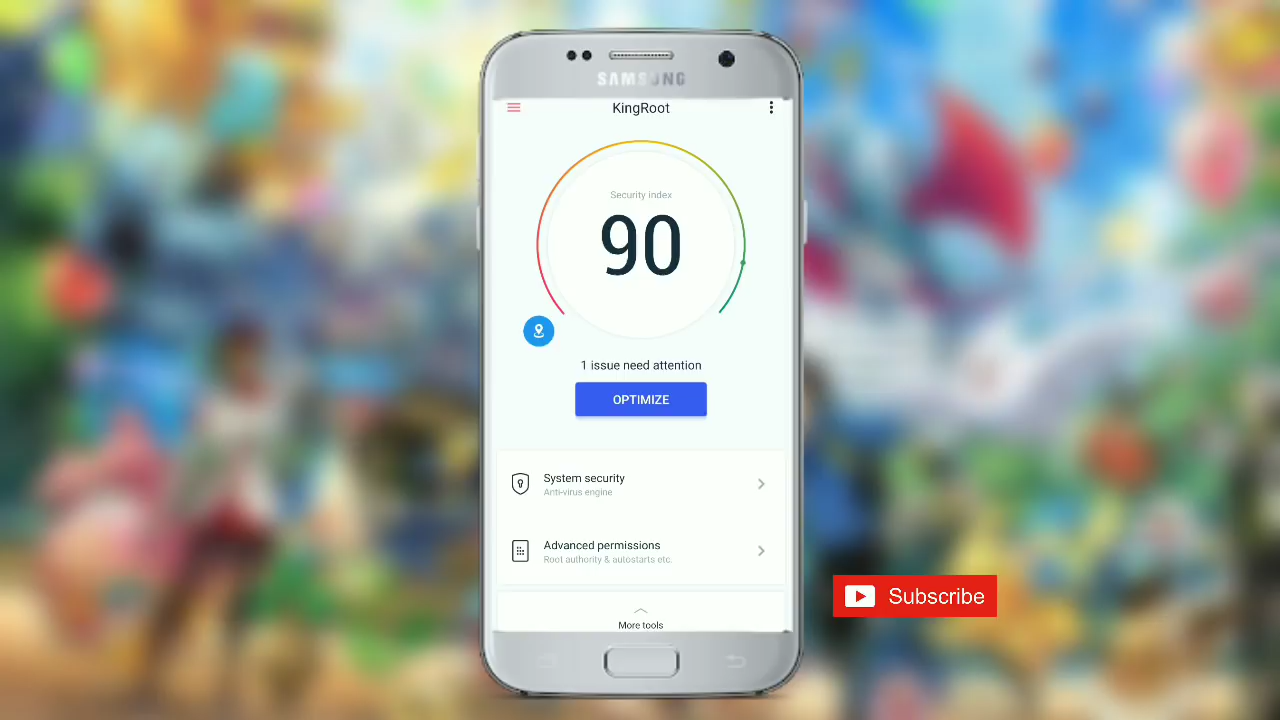 SAMSUNG
KingRoot
Security index
90
1 issue need attention
OPTIMIZE
System security
Anti-virus engine
Advanced permissions
Root authority & autostarts etc.
More tools
Subscribe